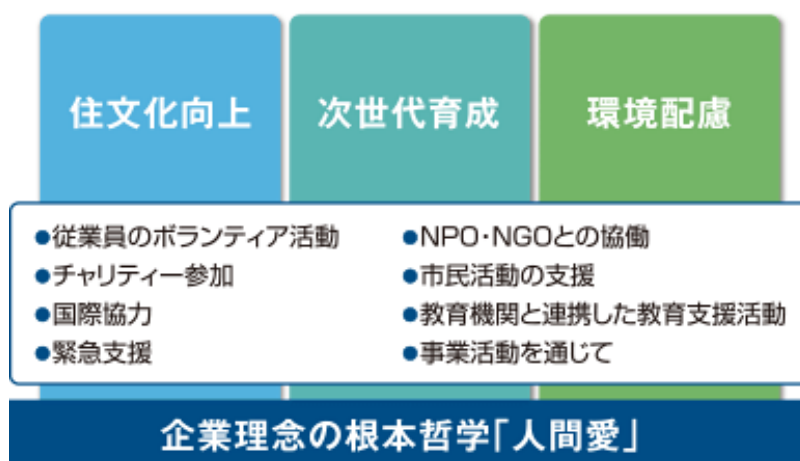 住文化向上
次世代育成
環境配慮
●従業員のボランティア活動
●チャリティー参加
●国際協力
●緊急支援
●NPO・NGOとの協働
●市民活動の支援
●教育機関と連携した教育支援活動
●事業活動を通じて
企業理念の根本哲学「人間愛」